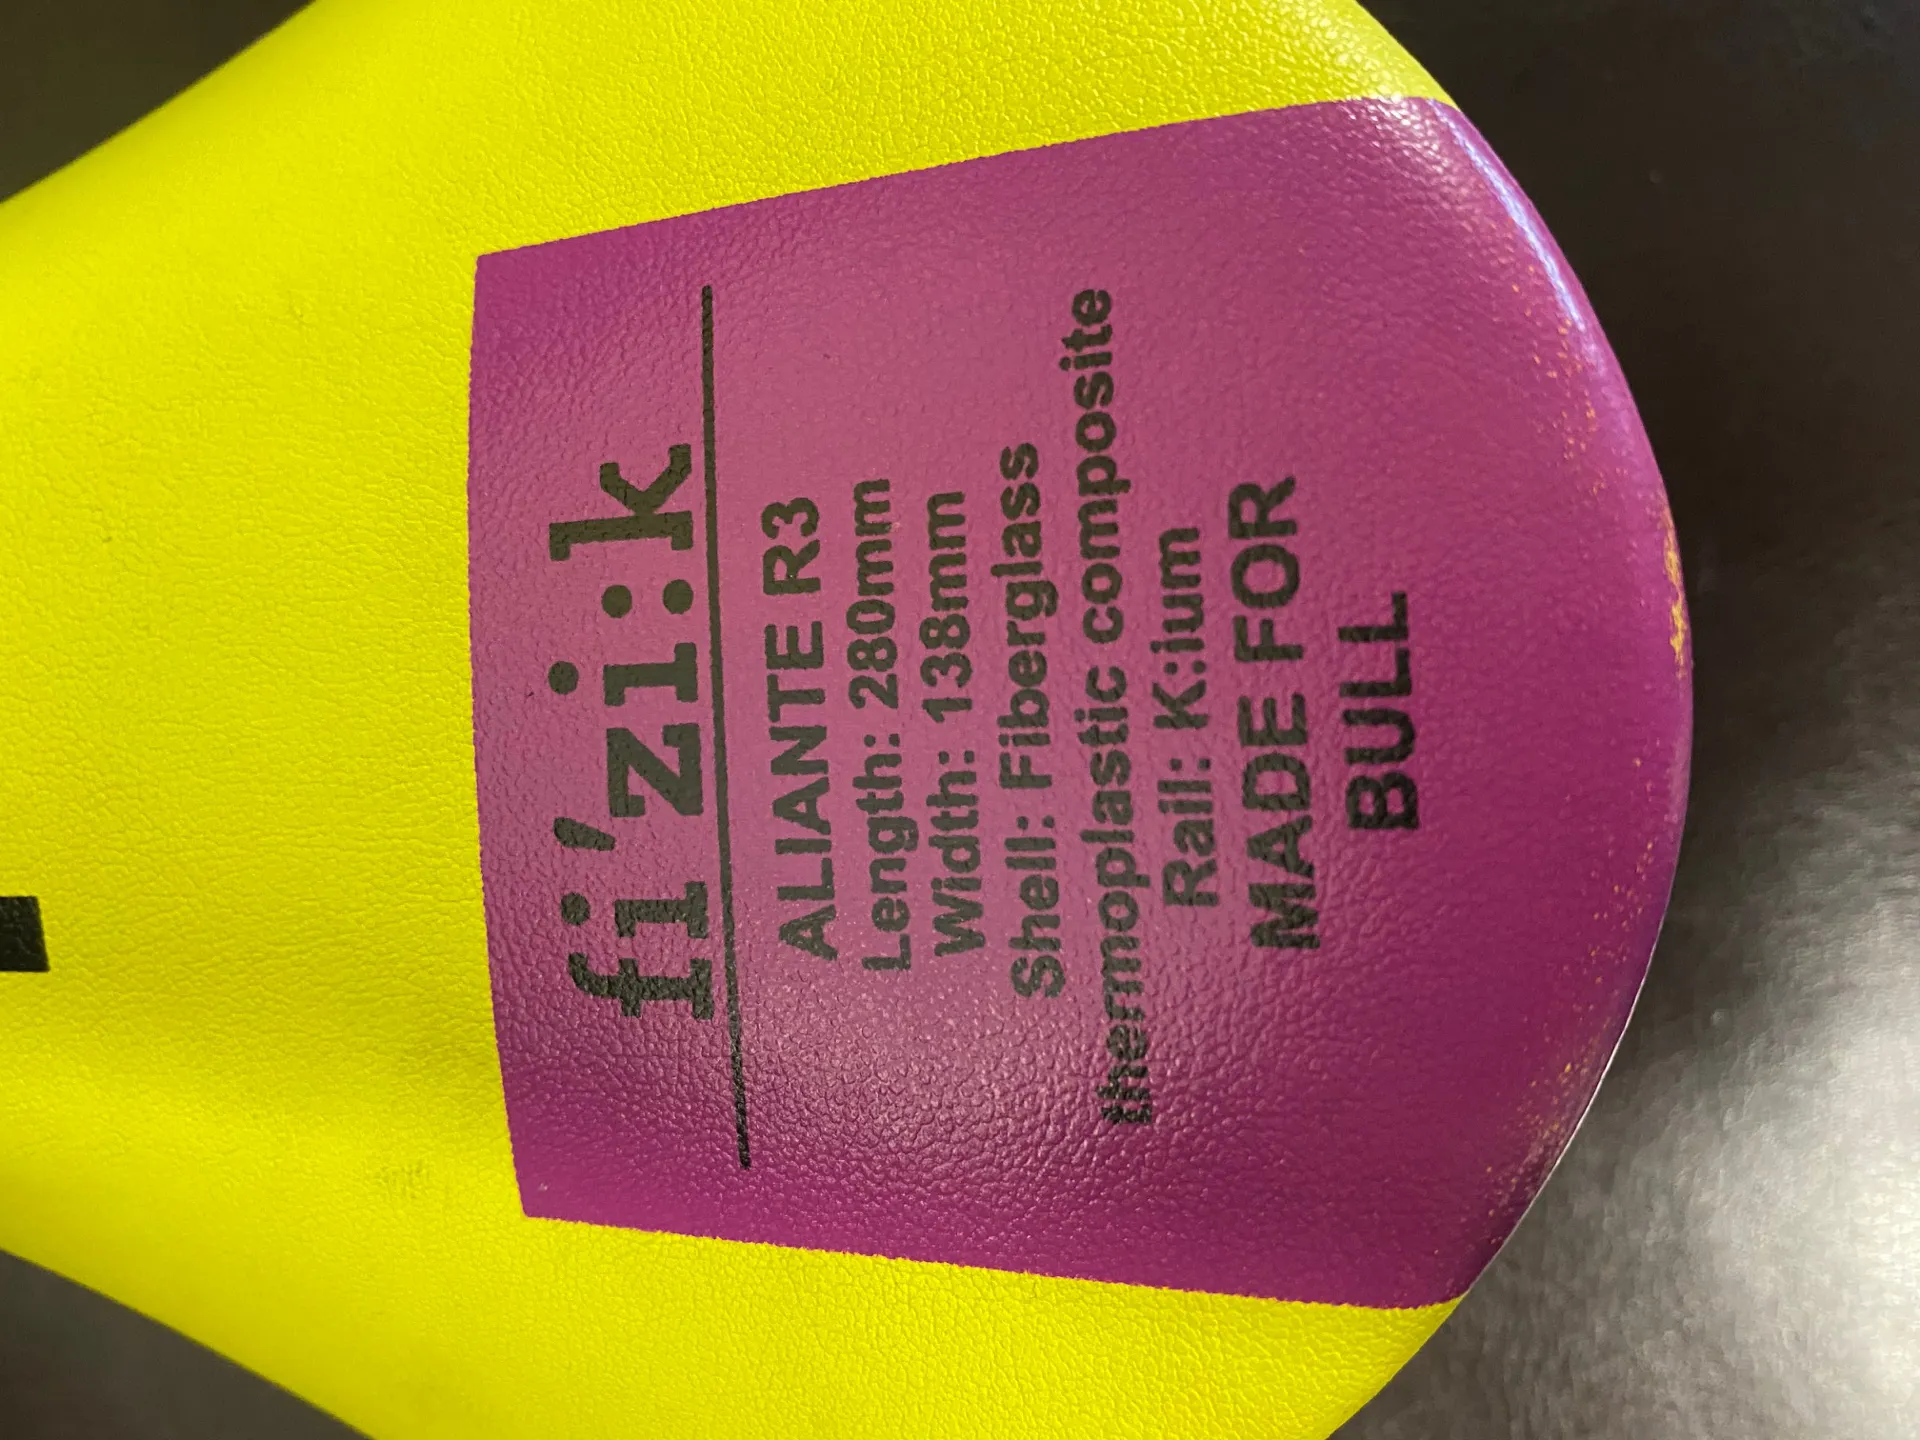 fi'zi:k
ALIANTE R3
Length: 280mm
Width: 138mm
Shell: Fiberglass
thermoplastic composite
Rail: K:ium
MADE FOR
BULL